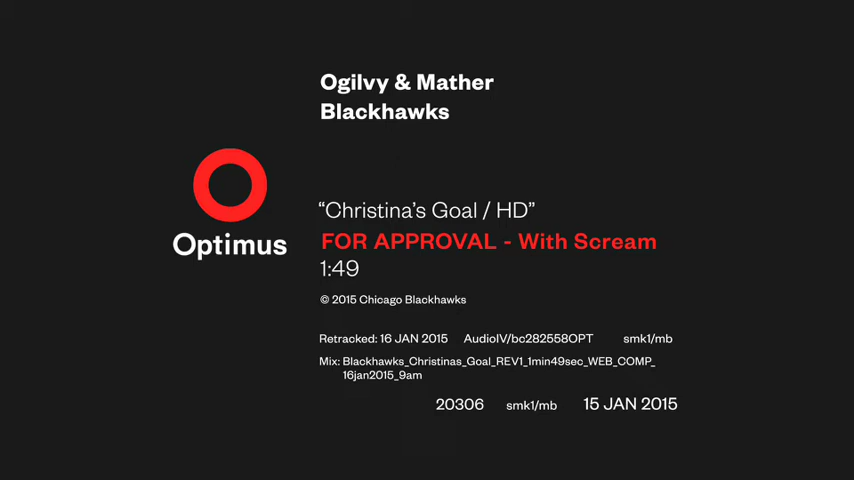 Ogilvy & Mather
Blackhawks
Optimus
“Christina’s Goal / HD”
FOR APPROVAL - With Scream
1:49
© 2015 Chicago Blackhawks
Retracked: 16 JAN 2015 AudioIV/bc282558OPT smk1/mb
Mix: Blackhawks_Christinas_Goal_REV1_1min49sec_WEB_COMP_
16jan2015_9am
20306 smk1/mb 15 JAN 2015